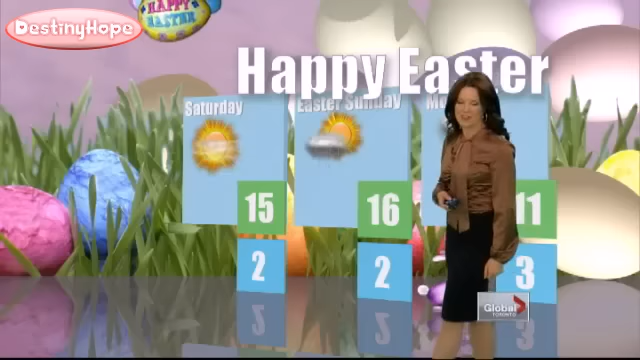 DestinyHope
HAPPY
EASTER
Happy Easter
Saturday
Easter Sunday
15
16
11
2
2
3
Global
TORONTO